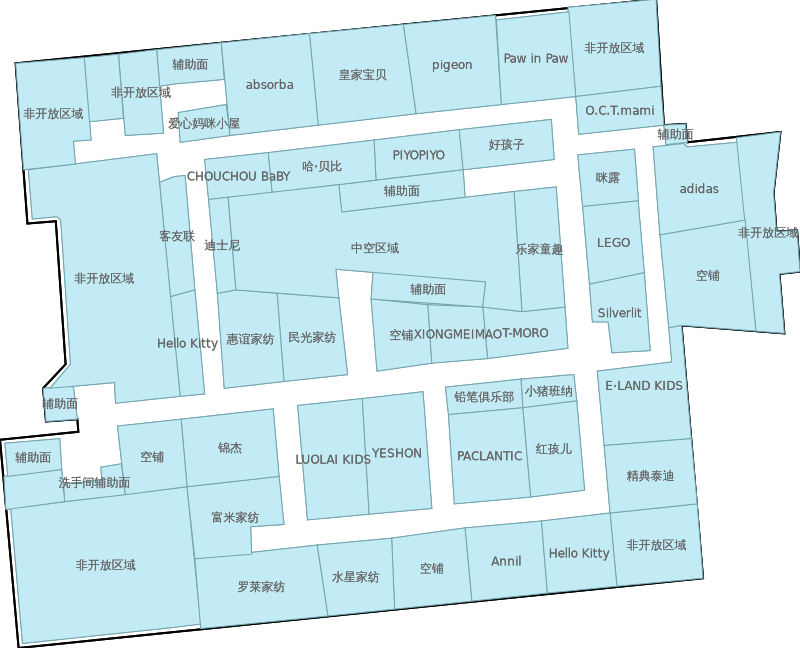 非开放区域
非开放区域
辅助面
爱心妈咪小屋
absorba
皇家宝贝
pigeon
Paw in Paw
非开放区域
O.C.T.mami
辅助面
CHOUCHOU BaBY
哈·贝比
PIYOPIYO
好孩子
辅助面
咪露
adidas
非开放区域
客友联
迪士尼
中空区域
乐家童趣
LEGO
空铺
非开放区域
辅助面
Silverlit
Hello Kitty
惠谊家纺
民光家纺
空铺
XIONGMEIMAO
T-MORO
辅助面
铅笔俱乐部
小猪班纳
E·LAND KIDS
辅助面
洗手间
辅助面
空铺
锦杰
LUOLAI KIDS
YESHON
PACLANTIC
红孩儿
精典泰迪
富米家纺
非开放区域
罗莱家纺
水星家纺
空铺
Annil
Hello Kitty
非开放区域